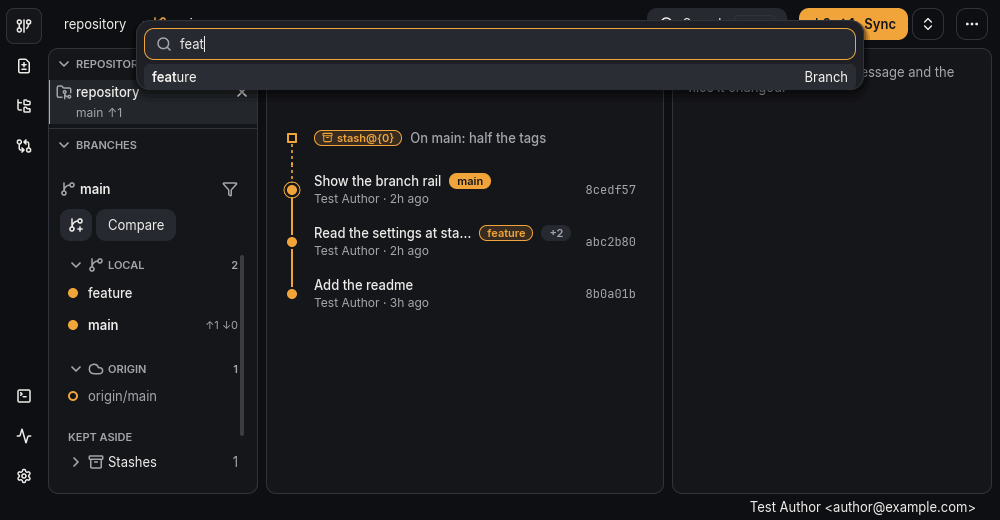 repository
Sync
feat
feature Branch
REPOSITOR
repository
main ↑1
essage and the
BRANCHES
main
Compare
LOCAL 2
feature
main ↑1 ↓0
ORIGIN 1
origin/main
KEPT ASIDE
Stashes 1
stash@{0} On main: half the tags
Show the branch rail main
Test Author · 2h ago 8cedf57
Read the settings at sta… feature +2
Test Author · 2h ago abc2b80
Add the readme
Test Author · 3h ago 8b0a01b
Test Author <author@example.com>